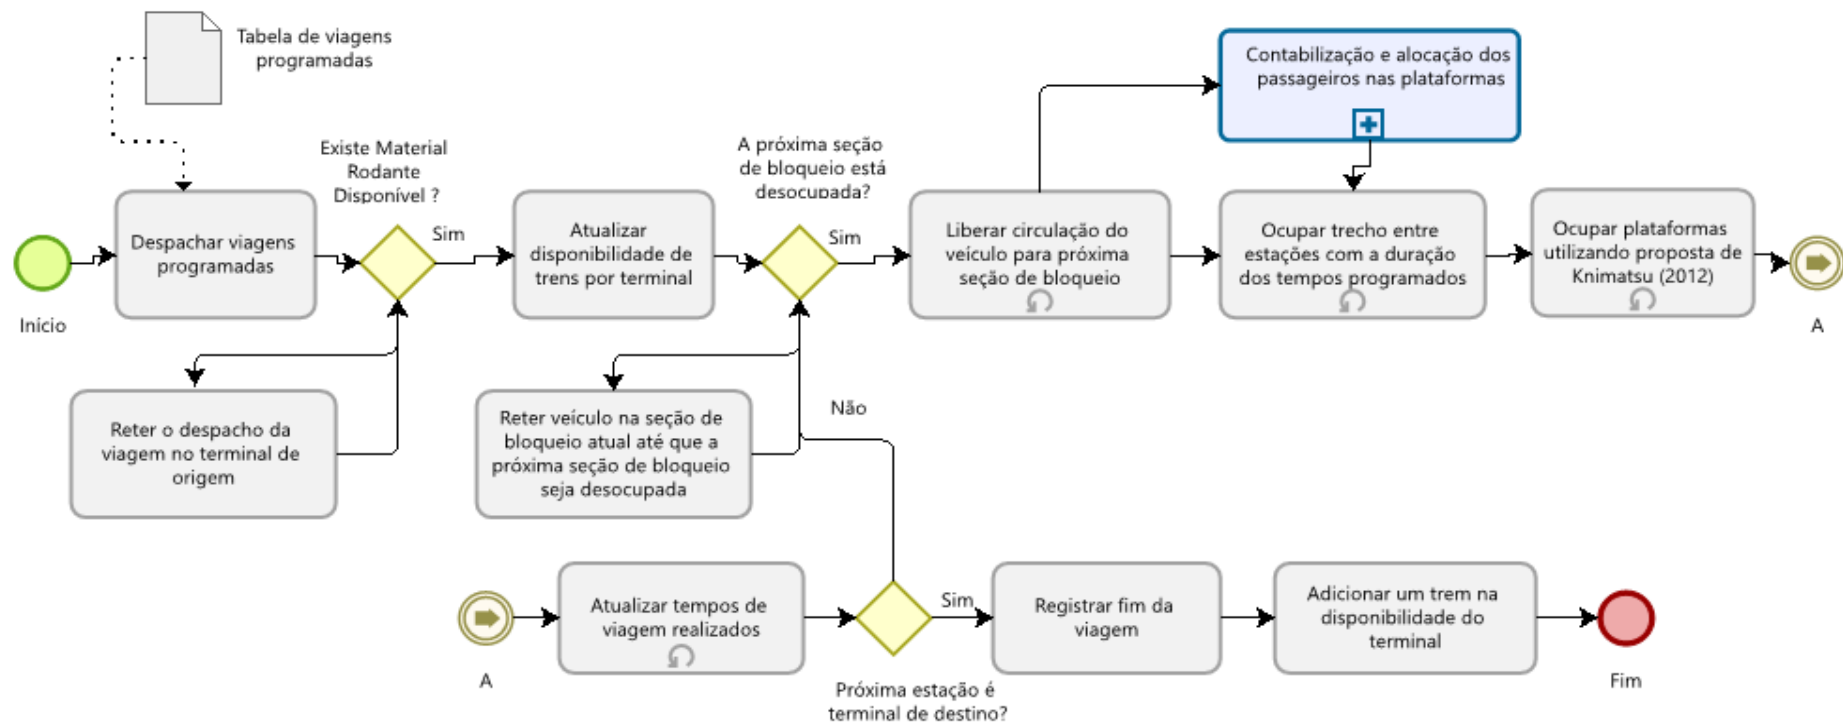 Tabela de viagens
programadas
Contabilização e alocação dos
passageiros nas plataformas
Existe Material
Rodante
Disponível ?
A próxima seção
de bloqueio está
desocupada?
Início
Despachar viagens
programadas
Sim
Atualizar
disponibilidade de
trens por terminal
Sim
Liberar circulação do
veículo para próxima
seção de bloqueio
Ocupar trecho entre
estações com a duração
dos tempos programados
Ocupar plataformas
utilizando proposta de
Knimatsu (2012)
A
Reter o despacho da
viagem no terminal de
origem
Reter veículo na seção de
bloqueio atual até que a
próxima seção de bloqueio
seja desocupada
Não
A
Atualizar tempos de
viagem realizados
Sim
Próxima estação é
terminal de destino?
Registrar fim da
viagem
Adicionar um trem na
disponibilidade do
terminal
Fim